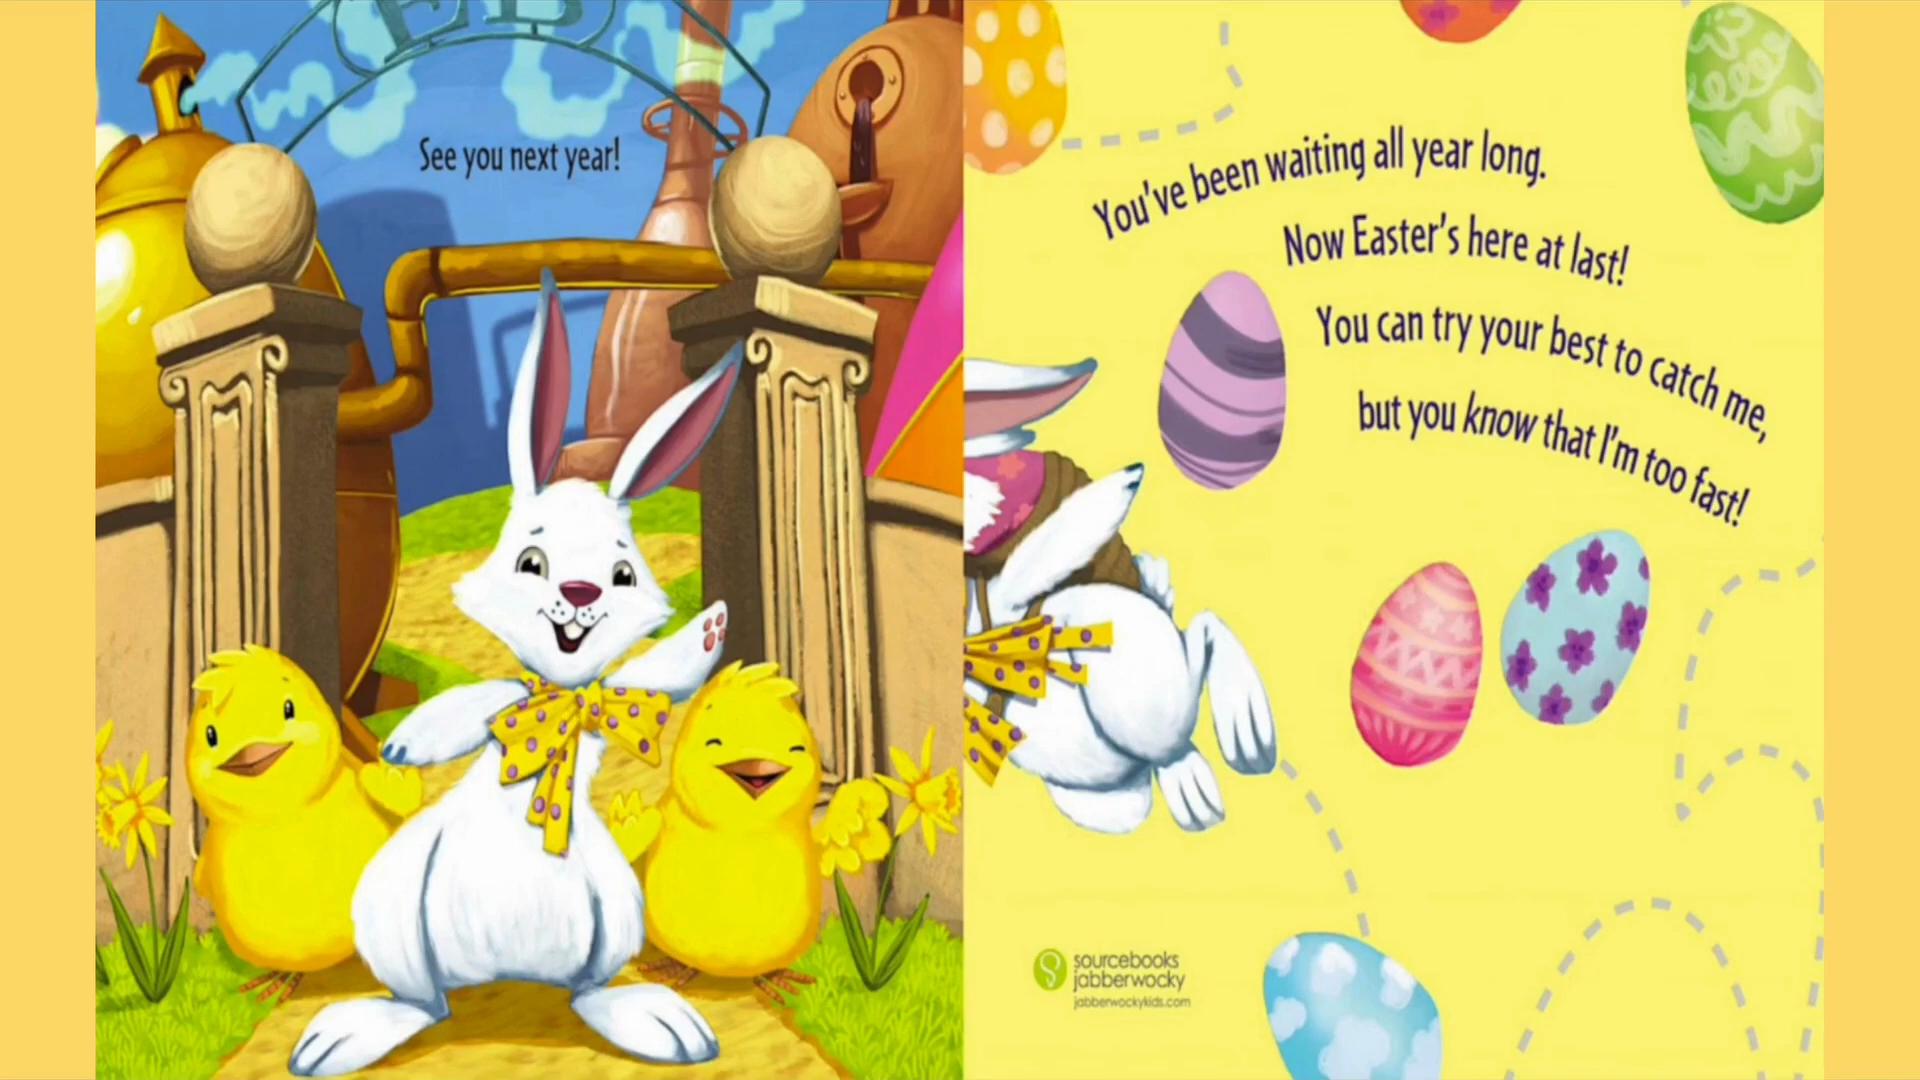 EB
See you next year!
You've been waiting all year long.
Now Easter's here at last!
You can try your best to catch me,
but you know that I'm too fast!
sourcebooks
jabberwocky
jabberwockykids.com